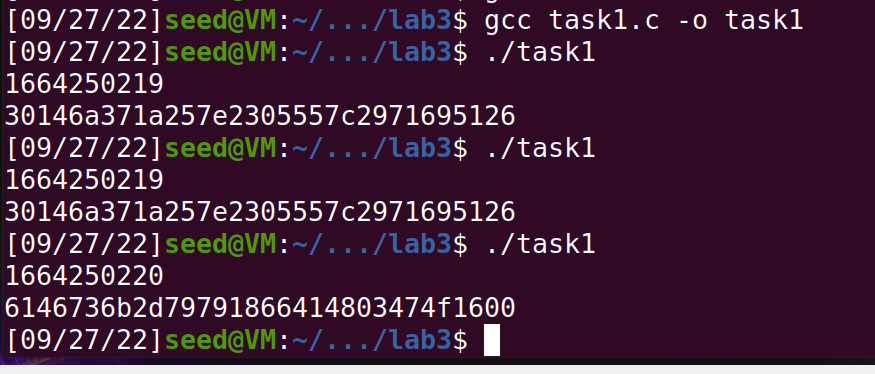 [09/27/22]seed@VM:~/.../lab3$ gcc task1.c -o task1
[09/27/22]seed@VM:~/.../lab3$ ./task1
1664250219
30146a371a257e2305557c2971695126
[09/27/22]seed@VM:~/.../lab3$ ./task1
1664250219
30146a371a257e2305557c2971695126
[09/27/22]seed@VM:~/.../lab3$ ./task1
1664250220
6146736b2d79791866414803474f1600
[09/27/22]seed@VM:~/.../lab3$